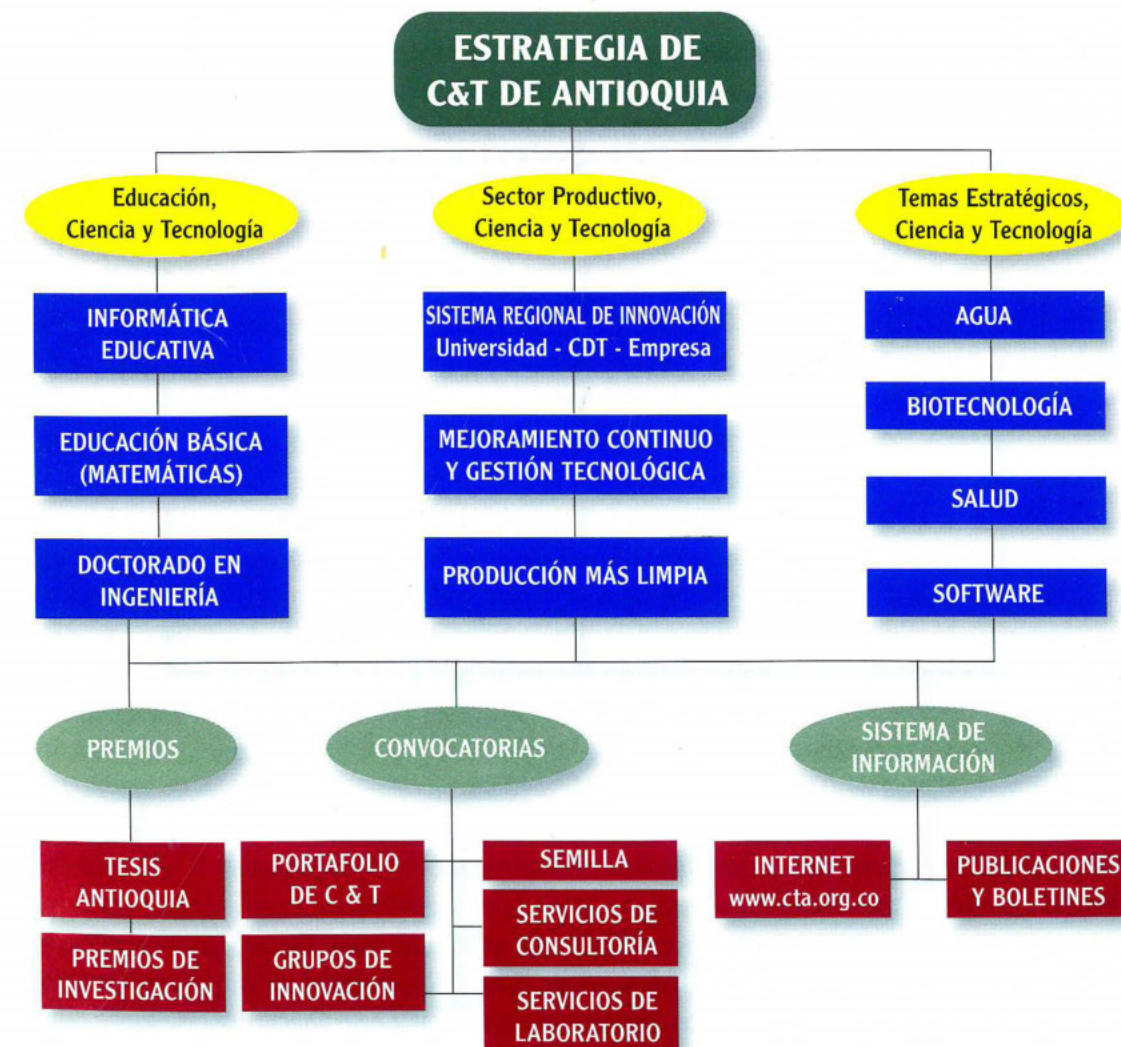 ESTRATEGIA DE
C&T DE ANTIOQUIA
Educación,
Ciencia y Tecnología
Sector Productivo,
Ciencia y Tecnología
Temas Estratégicos,
Ciencia y Tecnología
INFORMÁTICA
EDUCATIVA
EDUCACIÓN BÁSICA
(MATEMÁTICAS)
DOCTORADO EN
INGENIERÍA
SISTEMA REGIONAL DE INNOVACIÓN
Universidad - CDT - Empresa
MEJORAMIENTO CONTINUO
Y GESTIÓN TECNOLÓGICA
PRODUCCIÓN MÁS LIMPIA
AGUA
BIOTECNOLOGÍA
SALUD
SOFTWARE
PREMIOS
TESIS
ANTIOQUIA
PREMIOS DE
INVESTIGACIÓN
CONVOCATORIAS
PORTAFOLIO
DE C & T
GRUPOS DE
INNOVACIÓN
SEMILLA
SERVICIOS DE
CONSULTORÍA
SERVICIOS DE
LABORATORIO
SISTEMA DE
INFORMACIÓN
INTERNET
www.cta.org.co
PUBLICACIONES
Y BOLETINES